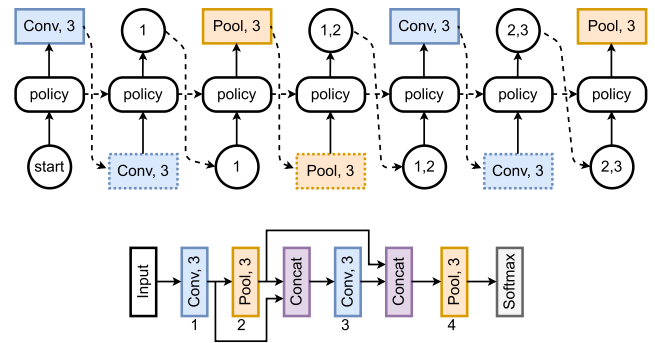 Conv, 3
1
Pool, 3
1,2
Conv, 3
2,3
Pool, 3
policy
policy
policy
policy
policy
policy
policy
start
Conv, 3
1
Pool, 3
1,2
Conv, 3
2,3
Input
Conv, 3
Pool, 3
Concat
Conv, 3
Concat
Pool, 3
Softmax
1
2
3
4